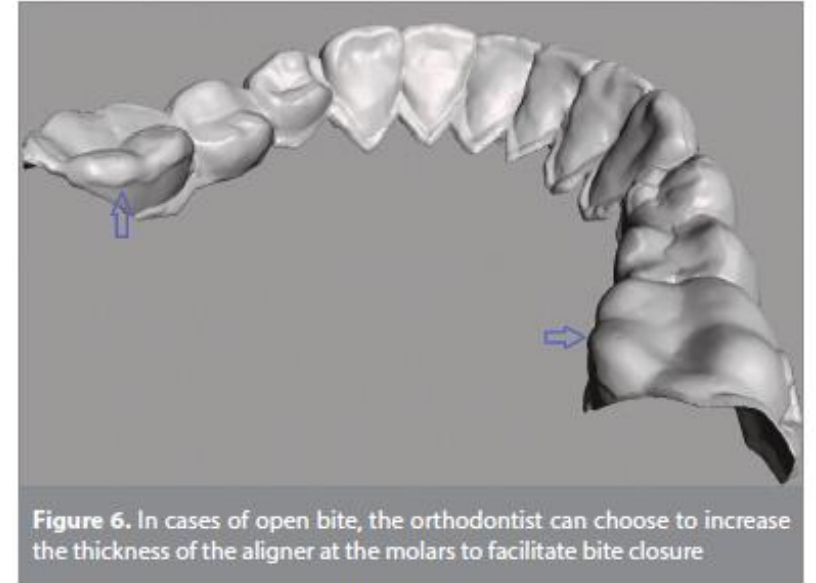 Figure 6. In cases of open bite, the orthodontist can choose to increase
the thickness of the aligner at the molars to facilitate bite closure